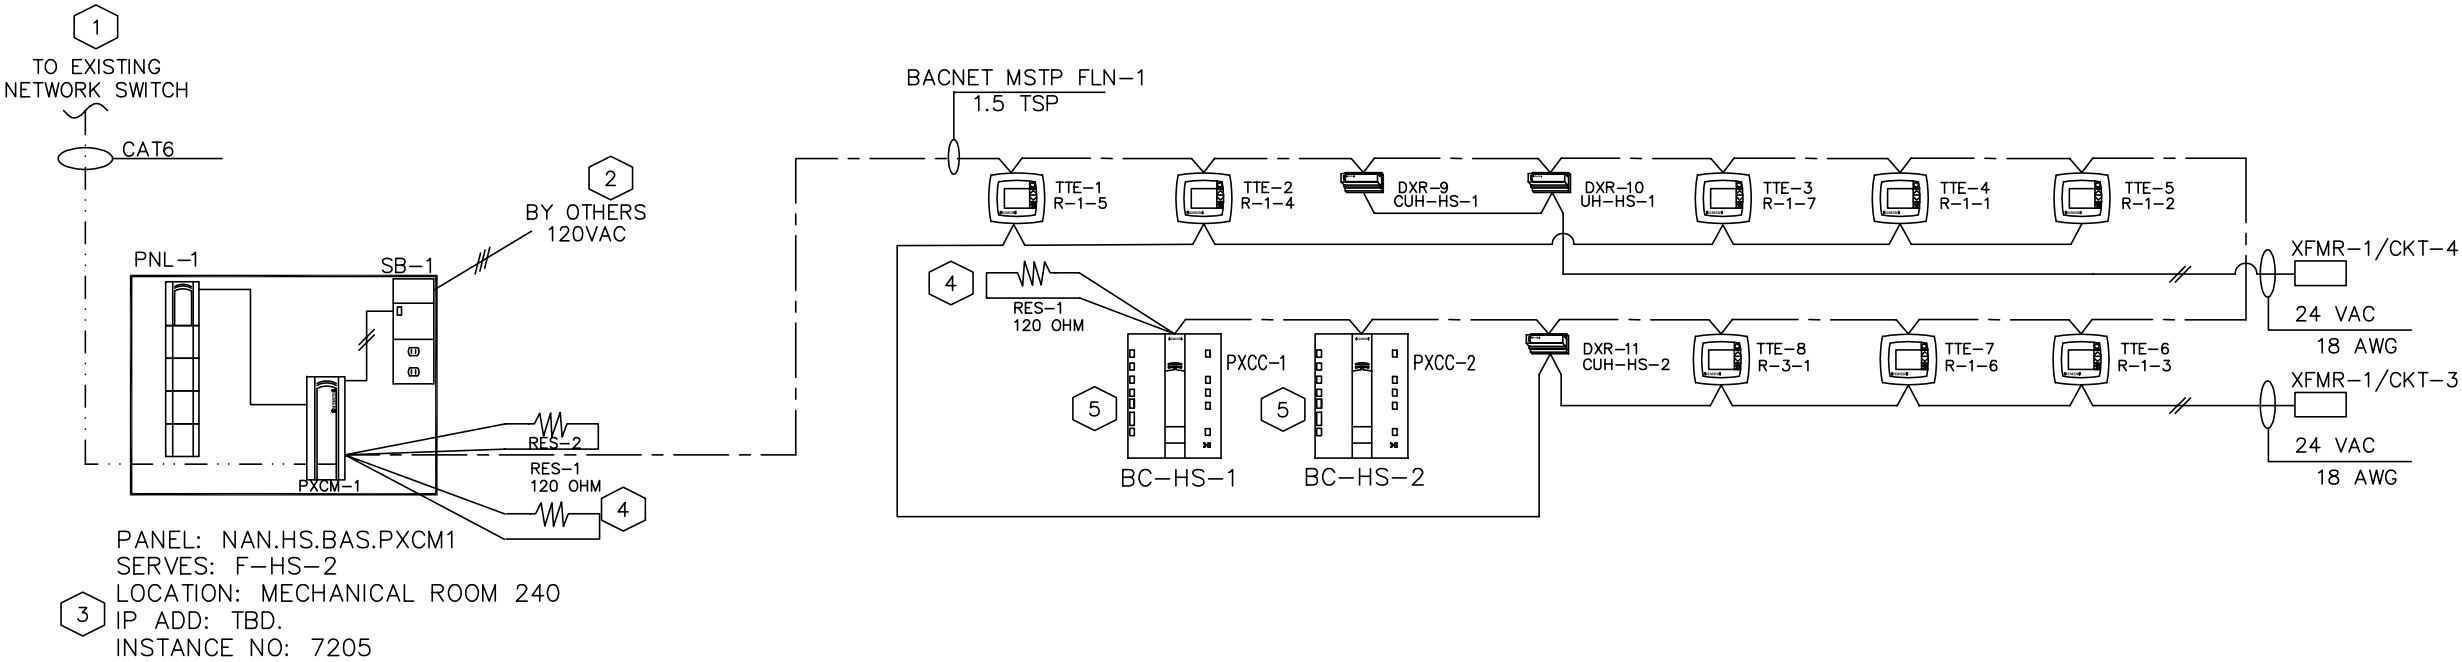 1
TO EXISTING
NETWORK SWITCH
CAT6
2
BY OTHERS
120VAC
PNL-1
SB-1
PXCM-1
RES-2
RES-1
120 OHM
4
PANEL: NAN.HS.BAS.PXCM1
SERVES: F-HS-2
LOCATION: MECHANICAL ROOM 240
3
IP ADD: TBD.
INSTANCE NO: 7205
BACNET MSTP FLN-1
1.5 TSP
TTE-1
R-1-5
TTE-2
R-1-4
DXR-9
CUH-HS-1
DXR-10
UH-HS-1
TTE-3
R-1-7
TTE-4
R-1-1
TTE-5
R-1-2
XFMR-1/CKT-4
24 VAC
18 AWG
4
RES-1
120 OHM
PXCC-1
5
BC-HS-1
PXCC-2
5
BC-HS-2
DXR-11
CUH-HS-2
TTE-8
R-3-1
TTE-7
R-1-6
TTE-6
R-1-3
XFMR-1/CKT-3
24 VAC
18 AWG